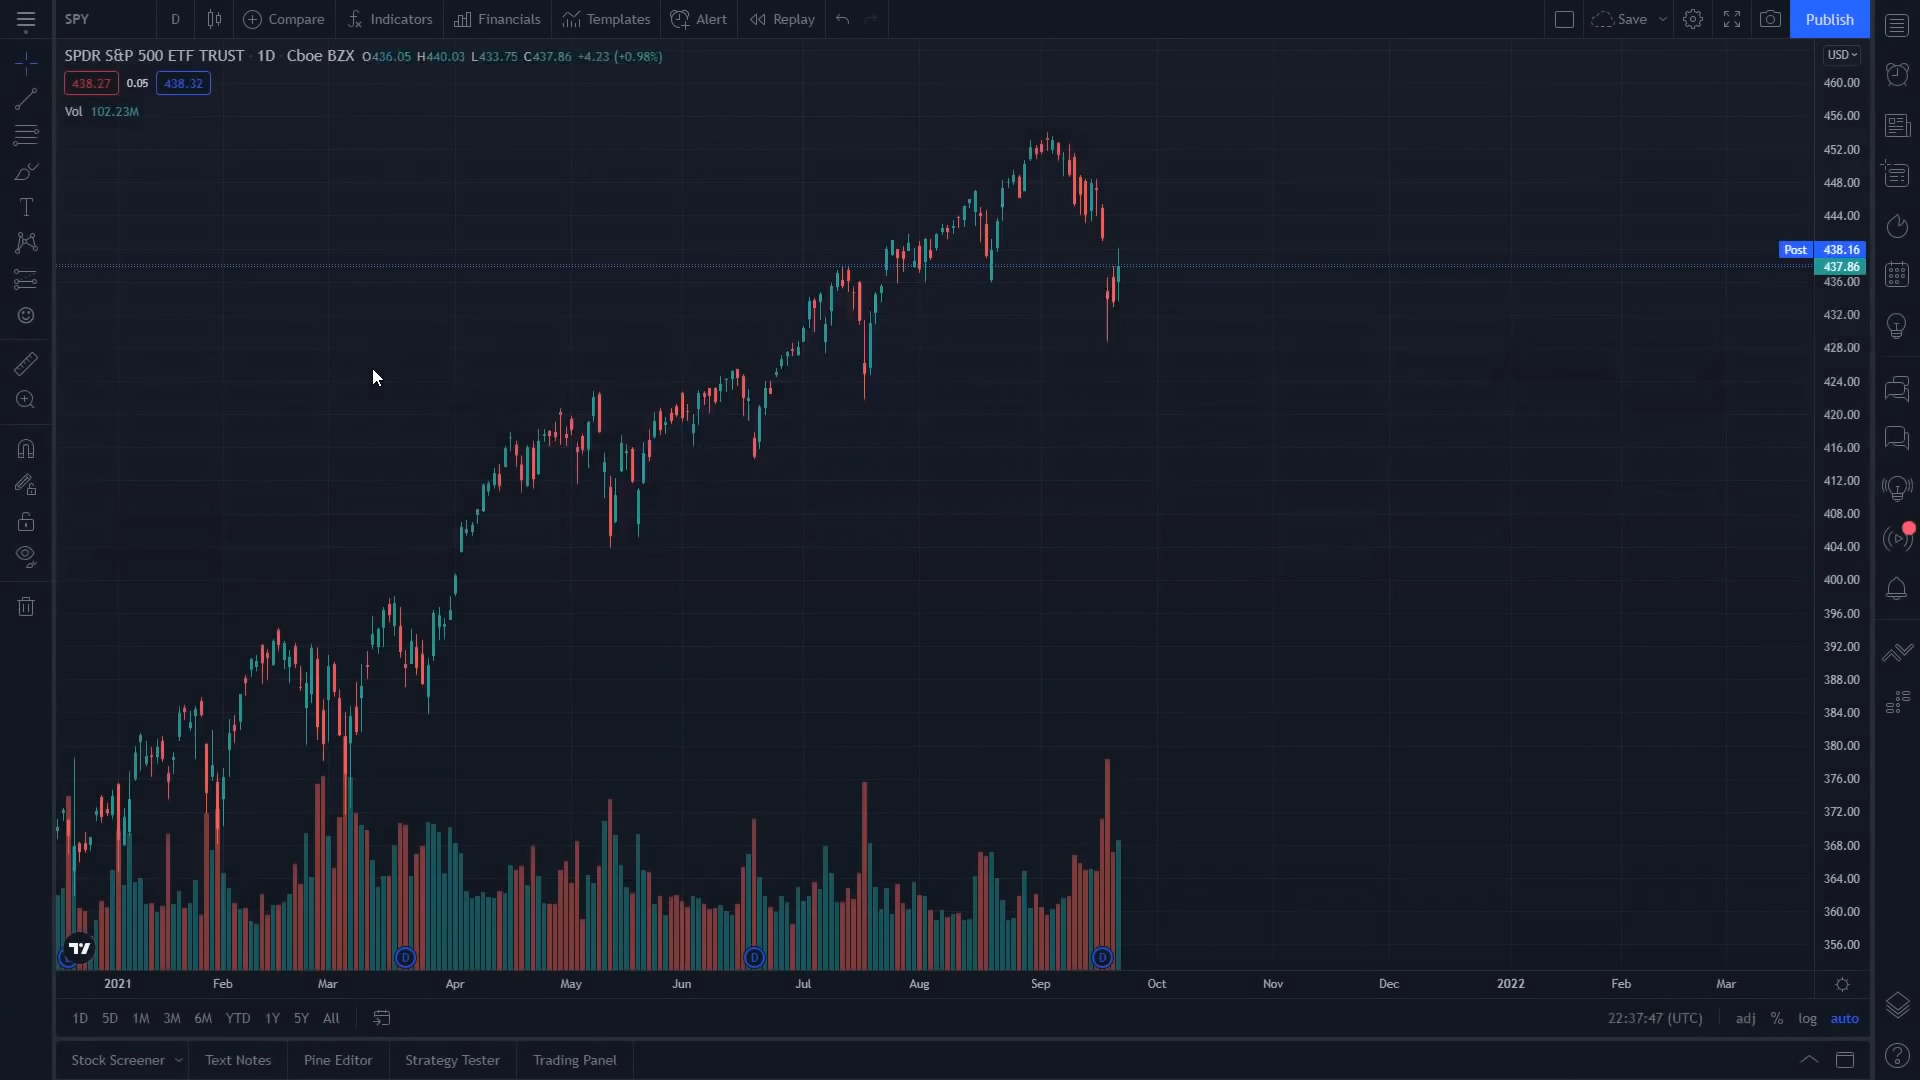 SPY D Compare Indicators Financials Templates Alert Replay Save Publish
SPDR S&P 500 ETF TRUST · 1D · Cboe BZX O436.05 H440.03 L433.75 C437.86 +4.23 (+0.98%)
USD
438.27 0.05 438.32
Vol 102.23M
460.00
456.00
452.00
448.00
444.00
Post 438.16
437.86
436.00
432.00
428.00
424.00
420.00
416.00
412.00
408.00
404.00
400.00
396.00
392.00
388.00
384.00
380.00
376.00
372.00
368.00
364.00
360.00
356.00
D D D
2021 Feb Mar Apr May Jun Jul Aug Sep Oct Nov Dec 2022 Feb Mar
1D 5D 1M 3M 6M YTD 1Y 5Y All 22:37:47 (UTC) adj % log auto
Stock Screener Text Notes Pine Editor Strategy Tester Trading Panel